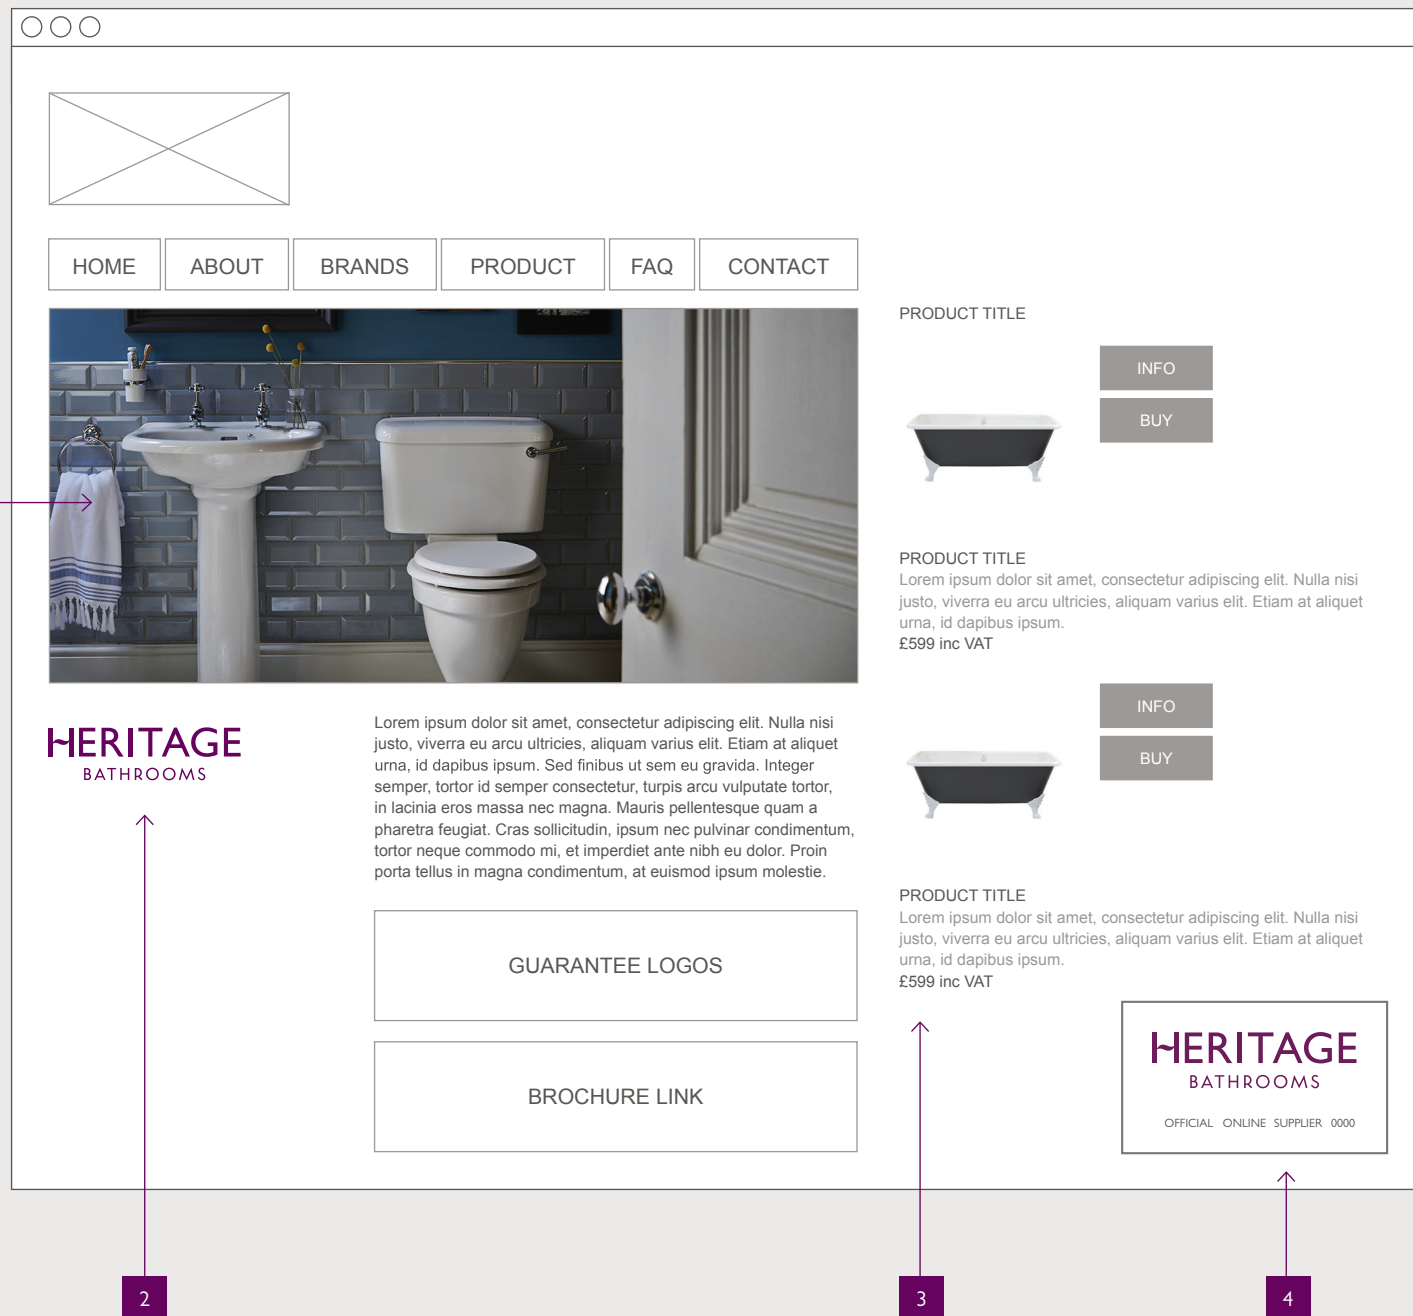 HOME ABOUT BRANDS PRODUCT FAQ CONTACT
PRODUCT TITLE
INFO
BUY
PRODUCT TITLE
Lorem ipsum dolor sit amet, consectetur adipiscing elit. Nulla nisi
justo, viverra eu arcu ultricies, aliquam varius elit. Etiam at aliquet
urna, id dapibus ipsum.
£599 inc VAT
INFO
BUY
PRODUCT TITLE
Lorem ipsum dolor sit amet, consectetur adipiscing elit. Nulla nisi
justo, viverra eu arcu ultricies, aliquam varius elit. Etiam at aliquet
urna, id dapibus ipsum.
£599 inc VAT
HERITAGE
BATHROOMS
Lorem ipsum dolor sit amet, consectetur adipiscing elit. Nulla nisi
justo, viverra eu arcu ultricies, aliquam varius elit. Etiam at aliquet
urna, id dapibus ipsum. Sed finibus ut sem eu gravida. Integer
semper, tortor id semper consectetur, turpis arcu vulputate tortor,
in lacinia eros massa nec magna. Mauris pellentesque quam a
pharetra feugiat. Cras sollicitudin, ipsum nec pulvinar condimentum,
tortor neque commodo mi, et imperdiet ante nibh eu dolor. Proin
porta tellus in magna condimentum, at euismod ipsum molestie.
GUARANTEE LOGOS
BROCHURE LINK
HERITAGE
BATHROOMS
OFFICIAL ONLINE SUPPLIER 0000
2
3
4